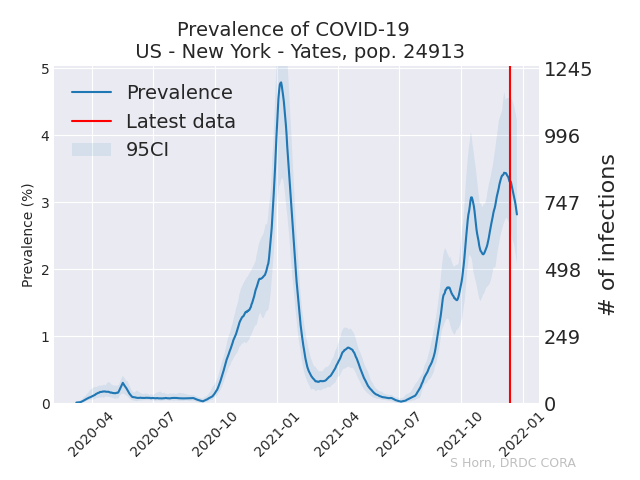 Prevalence of COVID-19
US - New York - Yates, pop. 24913
Prevalence
Latest data
95CI
Prevalence (%)
5
4
3
2
1
0
# of infections
1245
996
747
498
249
0
2020-04
2020-07
2020-10
2021-01
2021-04
2021-07
2021-10
2022-01
S Horn, DRDC CORA